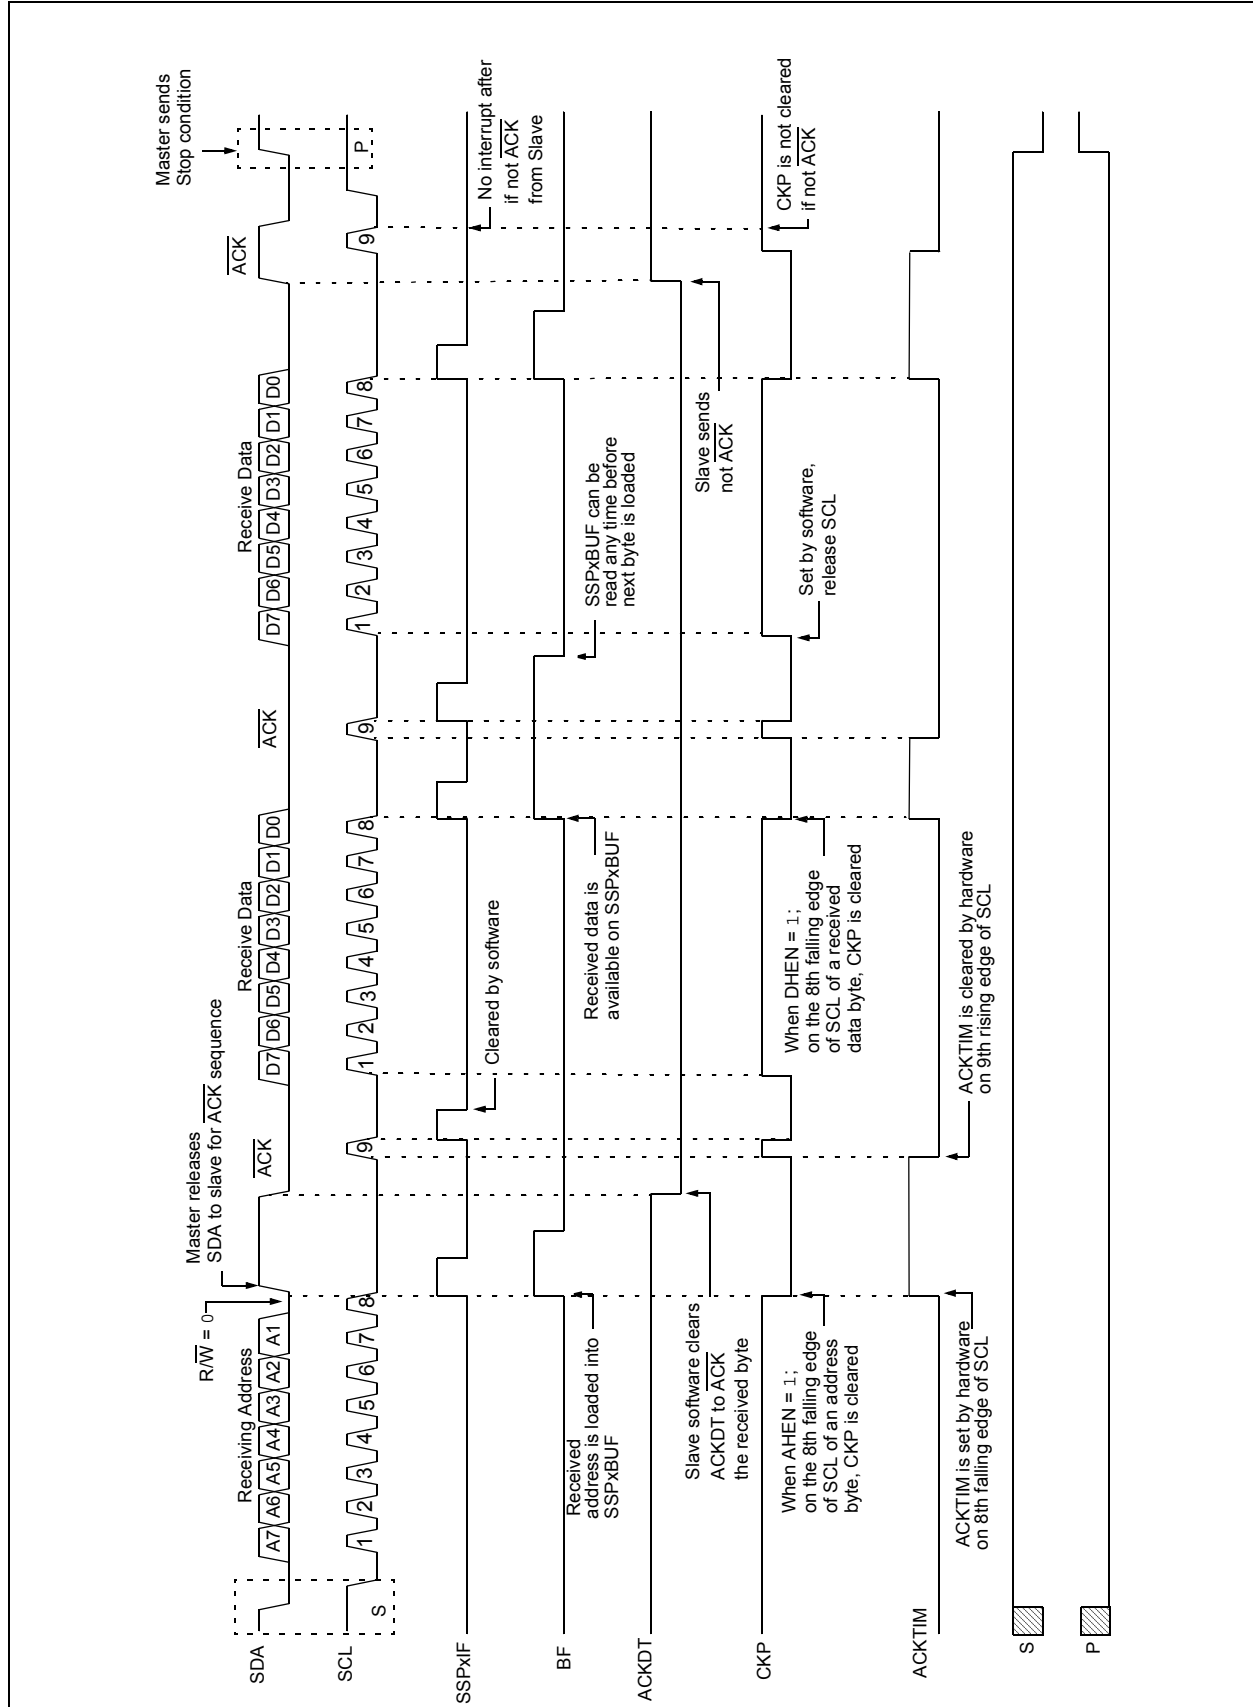 Master sends
Stop condition
Master releases
SDA to slave for ACK sequence
R/W = 0
Receiving Address
ACK
Receive Data
ACK
Receive Data
ACK
SDA
A7 A6 A5 A4 A3 A2 A1
D7 D6 D5 D4 D3 D2 D1 D0
D7 D6 D5 D4 D3 D2 D1 D0
SCL
S
1 2 3 4 5 6 7 8 9
1 2 3 4 5 6 7 8 9
1 2 3 4 5 6 7 8 9
P
SSPxIF
Cleared by software
No interrupt after
if not ACK
from Slave
BF
Received
address is loaded into
SSPxBUF
Received data is
available on SSPxBUF
SSPxBUF can be
read any time before
next byte is loaded
ACKDT
Slave software clears
ACKDT to ACK
the received byte
Slave sends
not ACK
CKP
When AHEN = 1;
on the 8th falling edge
of SCL of an address
byte, CKP is cleared
When DHEN = 1;
on the 8th falling edge
of SCL of a received
data byte, CKP is cleared
Set by software,
release SCL
CKP is not cleared
if not ACK
ACKTIM
ACKTIM is set by hardware
on 8th falling edge of SCL
ACKTIM is cleared by hardware
on 9th rising edge of SCL
S
P